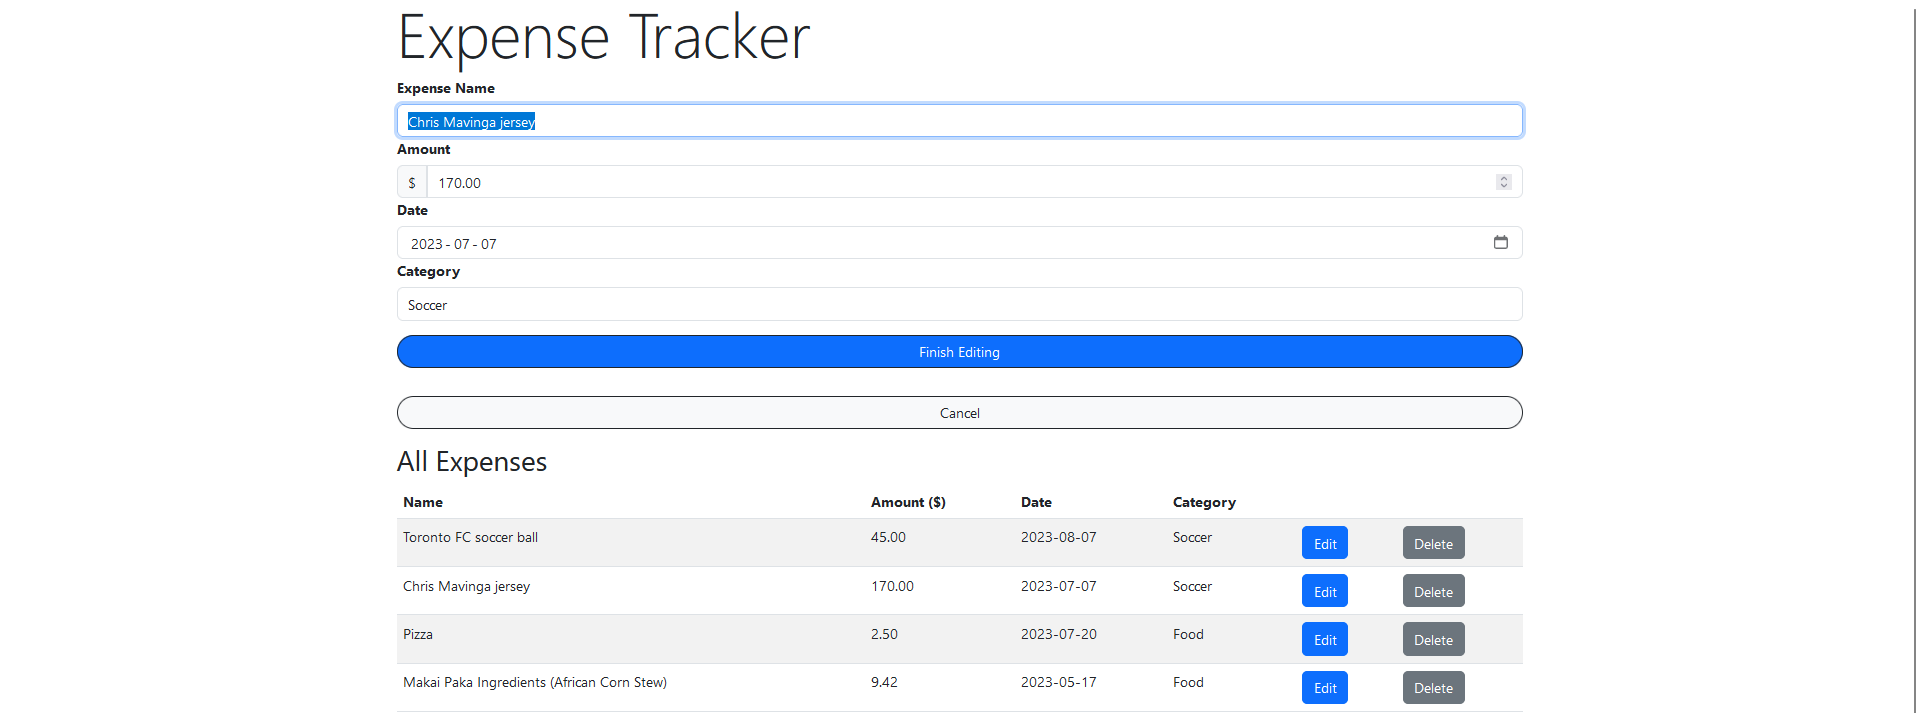 Expense Tracker
Expense Name
Chris Mavinga jersey
Amount
$ 170.00
Date
2023 - 07 - 07
Category
Soccer
Finish Editing
Cancel
All Expenses
Name Amount ($) Date Category
Toronto FC soccer ball 45.00 2023-08-07 Soccer Edit Delete
Chris Mavinga jersey 170.00 2023-07-07 Soccer Edit Delete
Pizza 2.50 2023-07-20 Food Edit Delete
Makai Paka Ingredients (African Corn Stew) 9.42 2023-05-17 Food Edit Delete